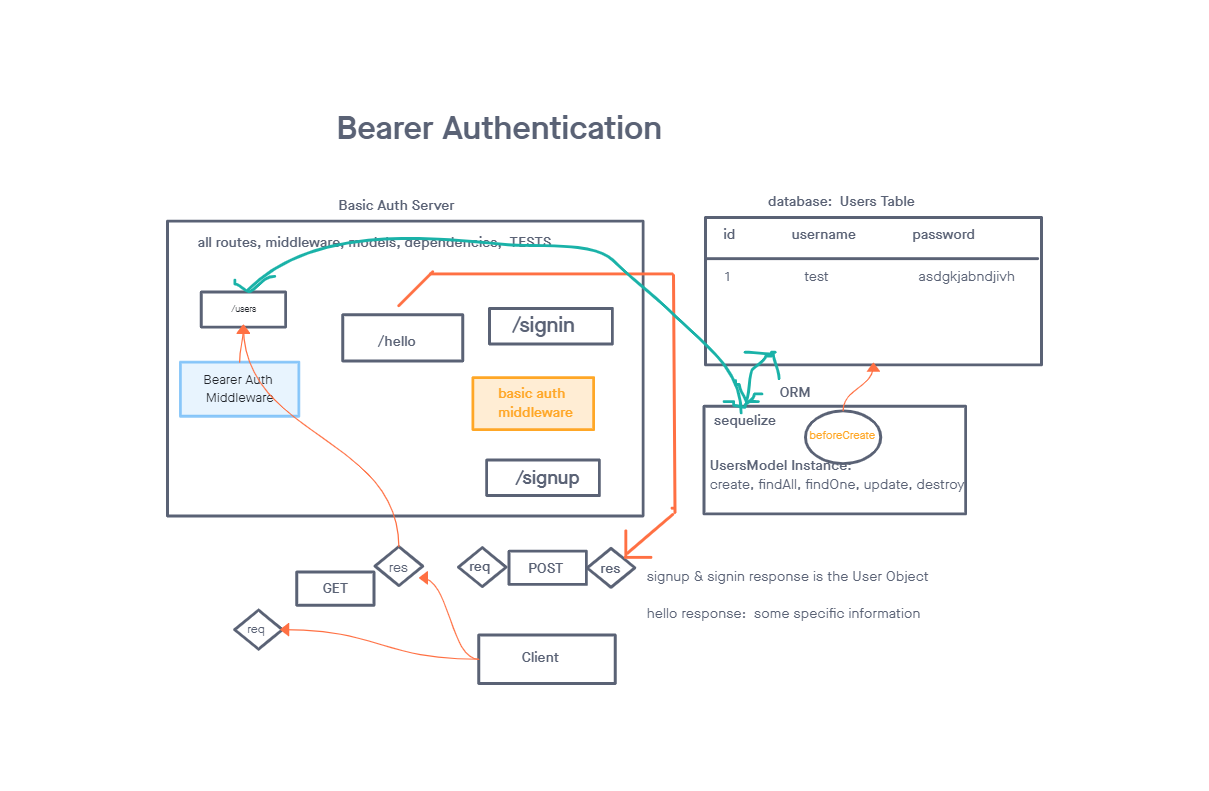 Bearer Authentication
Basic Auth Server
all routes, middleware, models, dependencies, TESTS
/users
/hello
/signin
Bearer Auth
Middleware
basic auth
middleware
/signup
database: Users Table
id username password
1 test asdgkjabndjivh
ORM
sequelize
beforeCreate
UsersModel Instance:
create, findAll, findOne, update, destroy
res
GET
req
req
POST
res
signup & signin response is the User Object
hello response: some specific information
Client